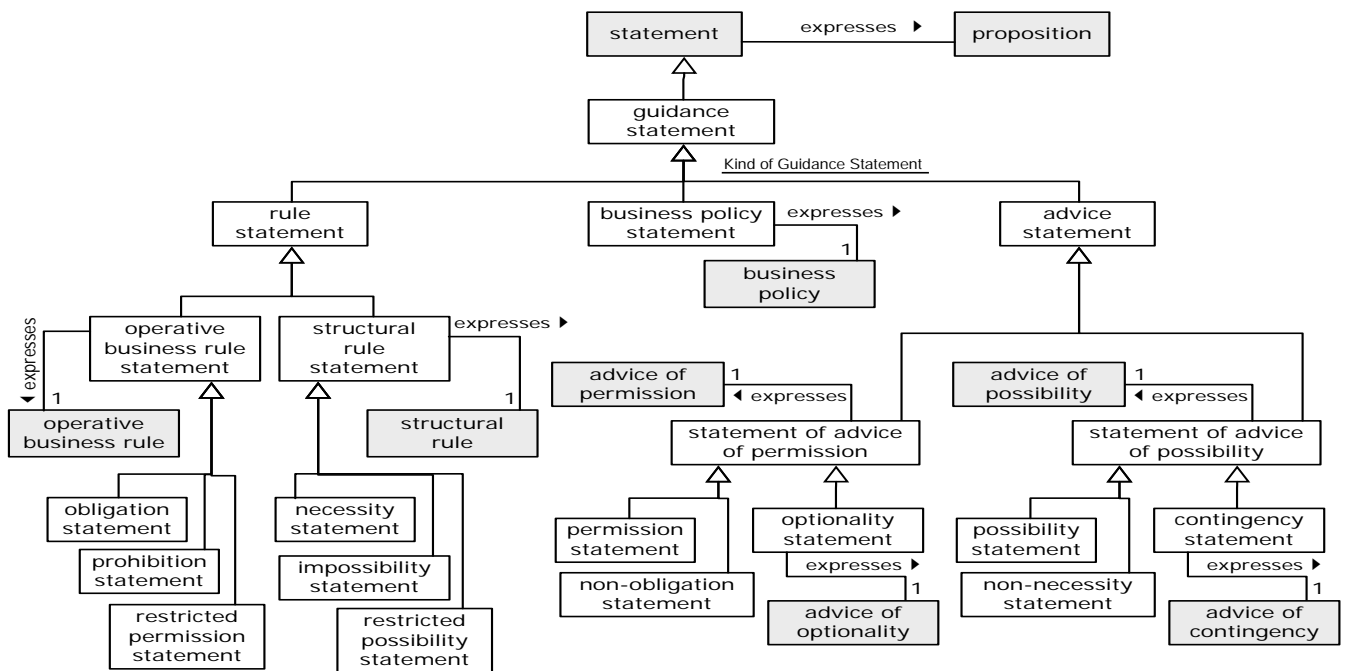 statement
expresses ►
proposition
guidance
statement
Kind of Guidance Statement
rule
statement
business policy
statement
expresses ►
1
business
policy
advice
statement
▼ expresses
1
operative
business rule
statement
structural
rule
statement
expresses ►
1
operative
business rule
structural
rule
advice of
permission
1
◄ expresses
advice of
possibility
1
◄ expresses
statement of advice
of permission
statement of advice
of possibility
obligation
statement
prohibition
statement
restricted
permission
statement
necessity
statement
impossibility
statement
restricted
possibility
statement
permission
statement
non-obligation
statement
optionality
statement
expresses ►
1
advice of
optionality
possibility
statement
non-necessity
statement
contingency
statement
expresses ►
1
advice of
contingency